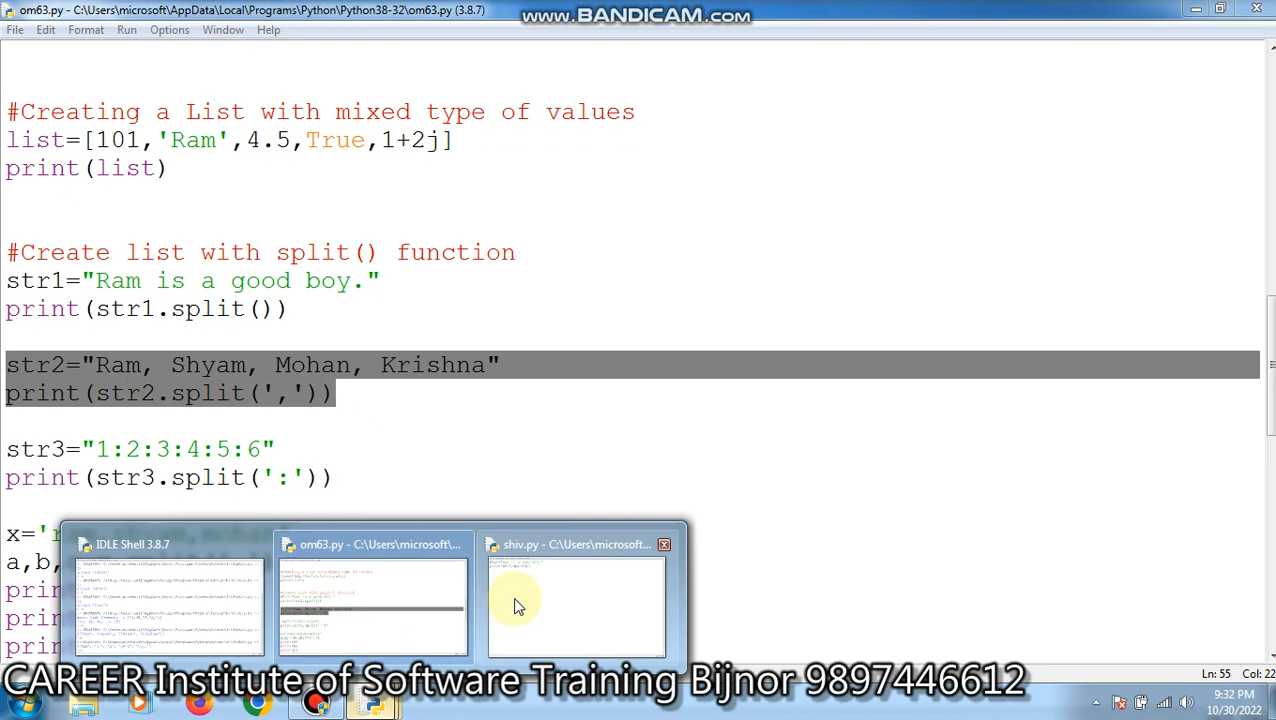 om63.py - C:\Users\microsoft\AppData\Local\Programs\Python\Python38-32\om63.py (3.8.7)
www.BANDICAM.com
File Edit Format Run Options Window Help
#Creating a List with mixed type of values
list=[101,'Ram',4.5,True,1+2j]
print(list)
#Create list with split() function
str1="Ram is a good boy."
print(str1.split())
str2="Ram, Shyam, Mohan, Krishna"
print(str2.split(','))
str3="1:2:3:4:5:6"
print(str3.split(':'))
x='
a,b,
prin
prin
prin
IDLE Shell 3.8.7
om63.py - C:\Users\microsoft\...
shiv.py - C:\Users\microsoft...
Ln: 55 Col: 22
CAREER Institute of Software Training Bijnor 9897446612
9:32 PM
10/30/2022